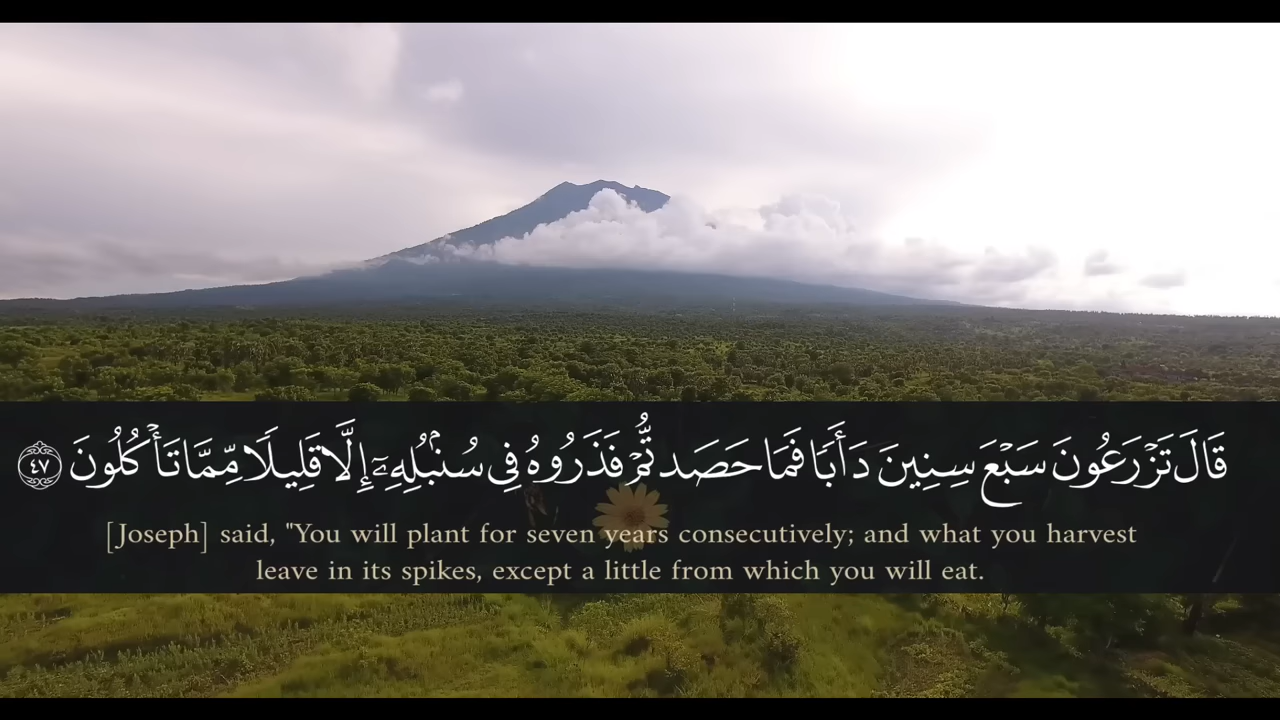 قَالَ تَزْرَعُونَ سَبْعَ سِنِينَ دَأَبًا فَمَا حَصَدتُّمْ فَذَرُوهُ فِى سُنۢبُلِهِۦٓ إِلَّا قَلِيلًا مِّمَّا تَأْكُلُونَ ٤٧
[Joseph] said, "You will plant for seven years consecutively; and what you harvest
leave in its spikes, except a little from which you will eat.